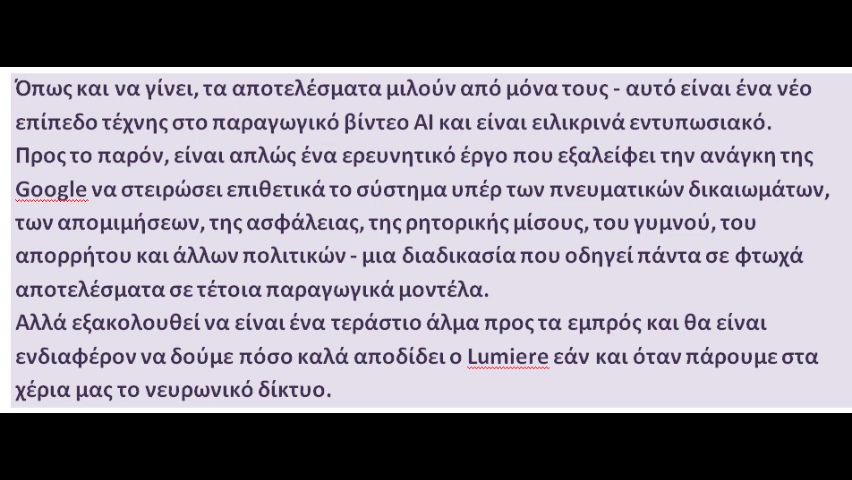 Όπως και να γίνει, τα αποτελέσματα μιλούν από μόνα τους - αυτό είναι ένα νέο
επίπεδο τέχνης στο παραγωγικό βίντεο AI και είναι ειλικρινά εντυπωσιακό.
Προς το παρόν, είναι απλώς ένα ερευνητικό έργο που εξαλείφει την ανάγκη της
Google να στειρώσει επιθετικά το σύστημα υπέρ των πνευματικών δικαιωμάτων,
των απομιμήσεων, της ασφάλειας, της ρητορικής μίσους, του γυμνού, του
απορρήτου και άλλων πολιτικών - μια διαδικασία που οδηγεί πάντα σε φτωχά
αποτελέσματα σε τέτοια παραγωγικά μοντέλα.
Αλλά εξακολουθεί να είναι ένα τεράστιο άλμα προς τα εμπρός και θα είναι
ενδιαφέρον να δούμε πόσο καλά αποδίδει ο Lumiere εάν και όταν πάρουμε στα
χέρια μας το νευρωνικό δίκτυο.